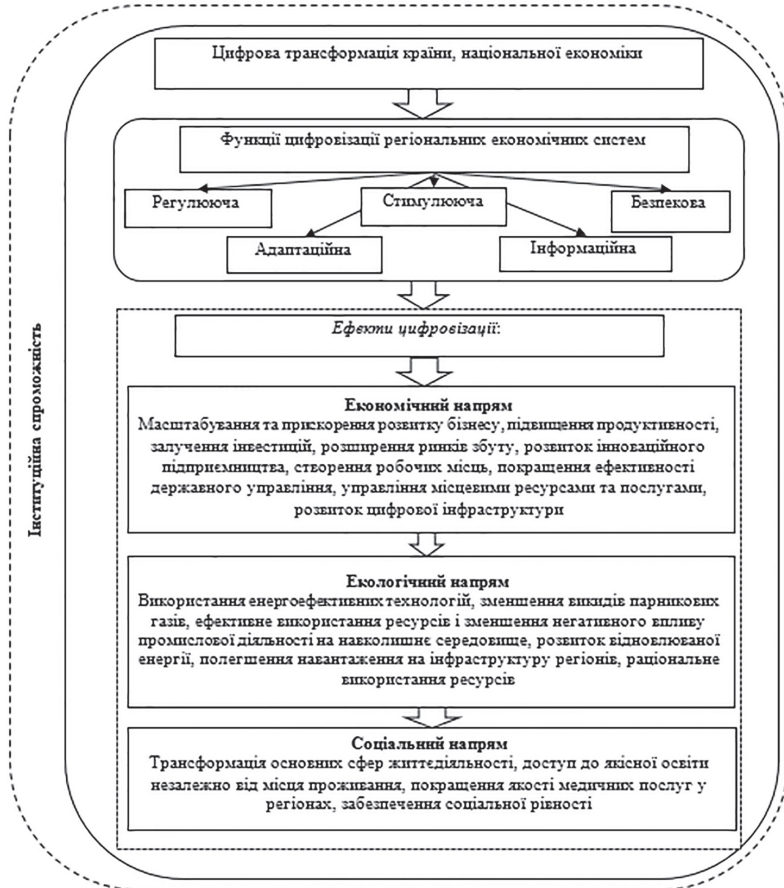 Цифрова трансформація країни, національної економіки
Функції цифровізації регіональних економічних систем
Регулююча
Стимулююча
Безпекова
Адаптаційна
Інформаційна
Інституційна спроможність
Ефекти цифровізації:
Економічний напрям
Масштабування та прискорення розвитку бізнесу, підвищення продуктивності,
залучення інвестицій, розширення ринків збуту, розвиток інноваційного
підприємництва, створення робочих місць, покращення ефективності
державного управління, управління місцевими ресурсами та послугами,
розвиток цифрової інфраструктури
Екологічний напрям
Використання енергоефективних технологій, зменшення викидів парникових
газів, ефективне використання ресурсів і зменшення негативного впливу
промислової діяльності на навколишнє середовище, розвиток відновлюваної
енергії, полегшення навантаження на інфраструктуру регіонів, раціональне
використання ресурсів
Соціальний напрям
Трансформація основних сфер життєдіяльності, доступ до якісної освіти
незалежно від місця проживання, покращення якості медичних послуг у
регіонах, забезпечення соціальної рівності